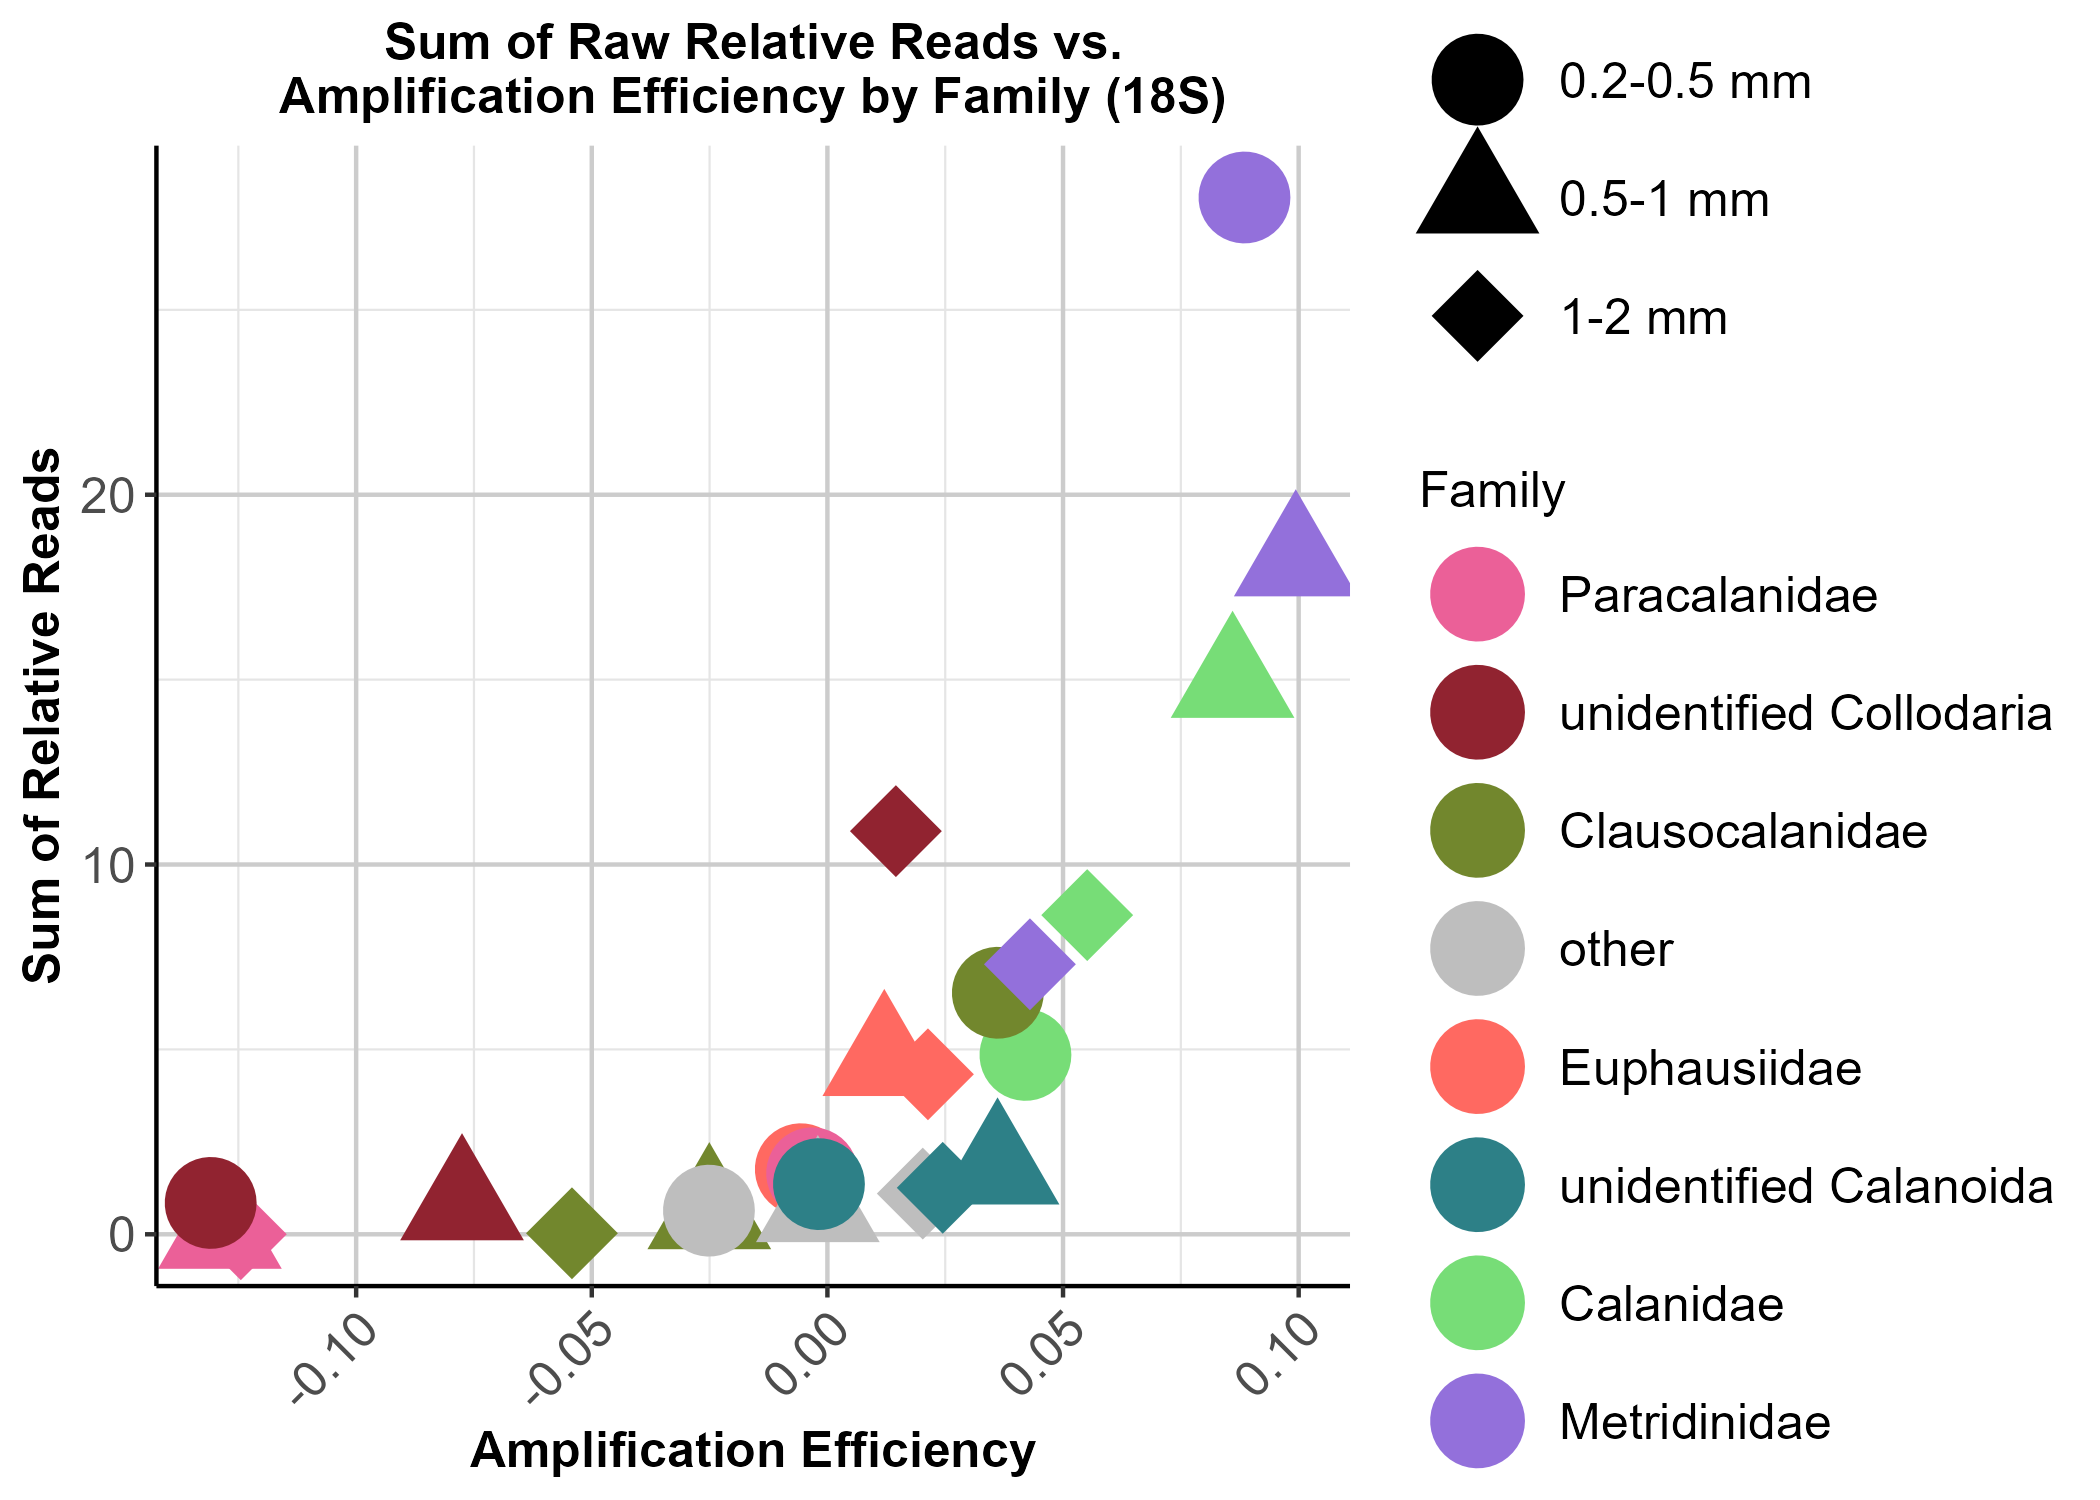 Sum of Raw Relative Reads vs.
Amplification Efficiency by Family (18S)
Sum of Relative Reads
20
10
0
-0.10
-0.05
0.00
0.05
0.10
Amplification Efficiency
0.2-0.5 mm
0.5-1 mm
1-2 mm
Family
Paracalanidae
unidentified Collodaria
Clausocalanidae
other
Euphausiidae
unidentified Calanoida
Calanidae
Metridinidae